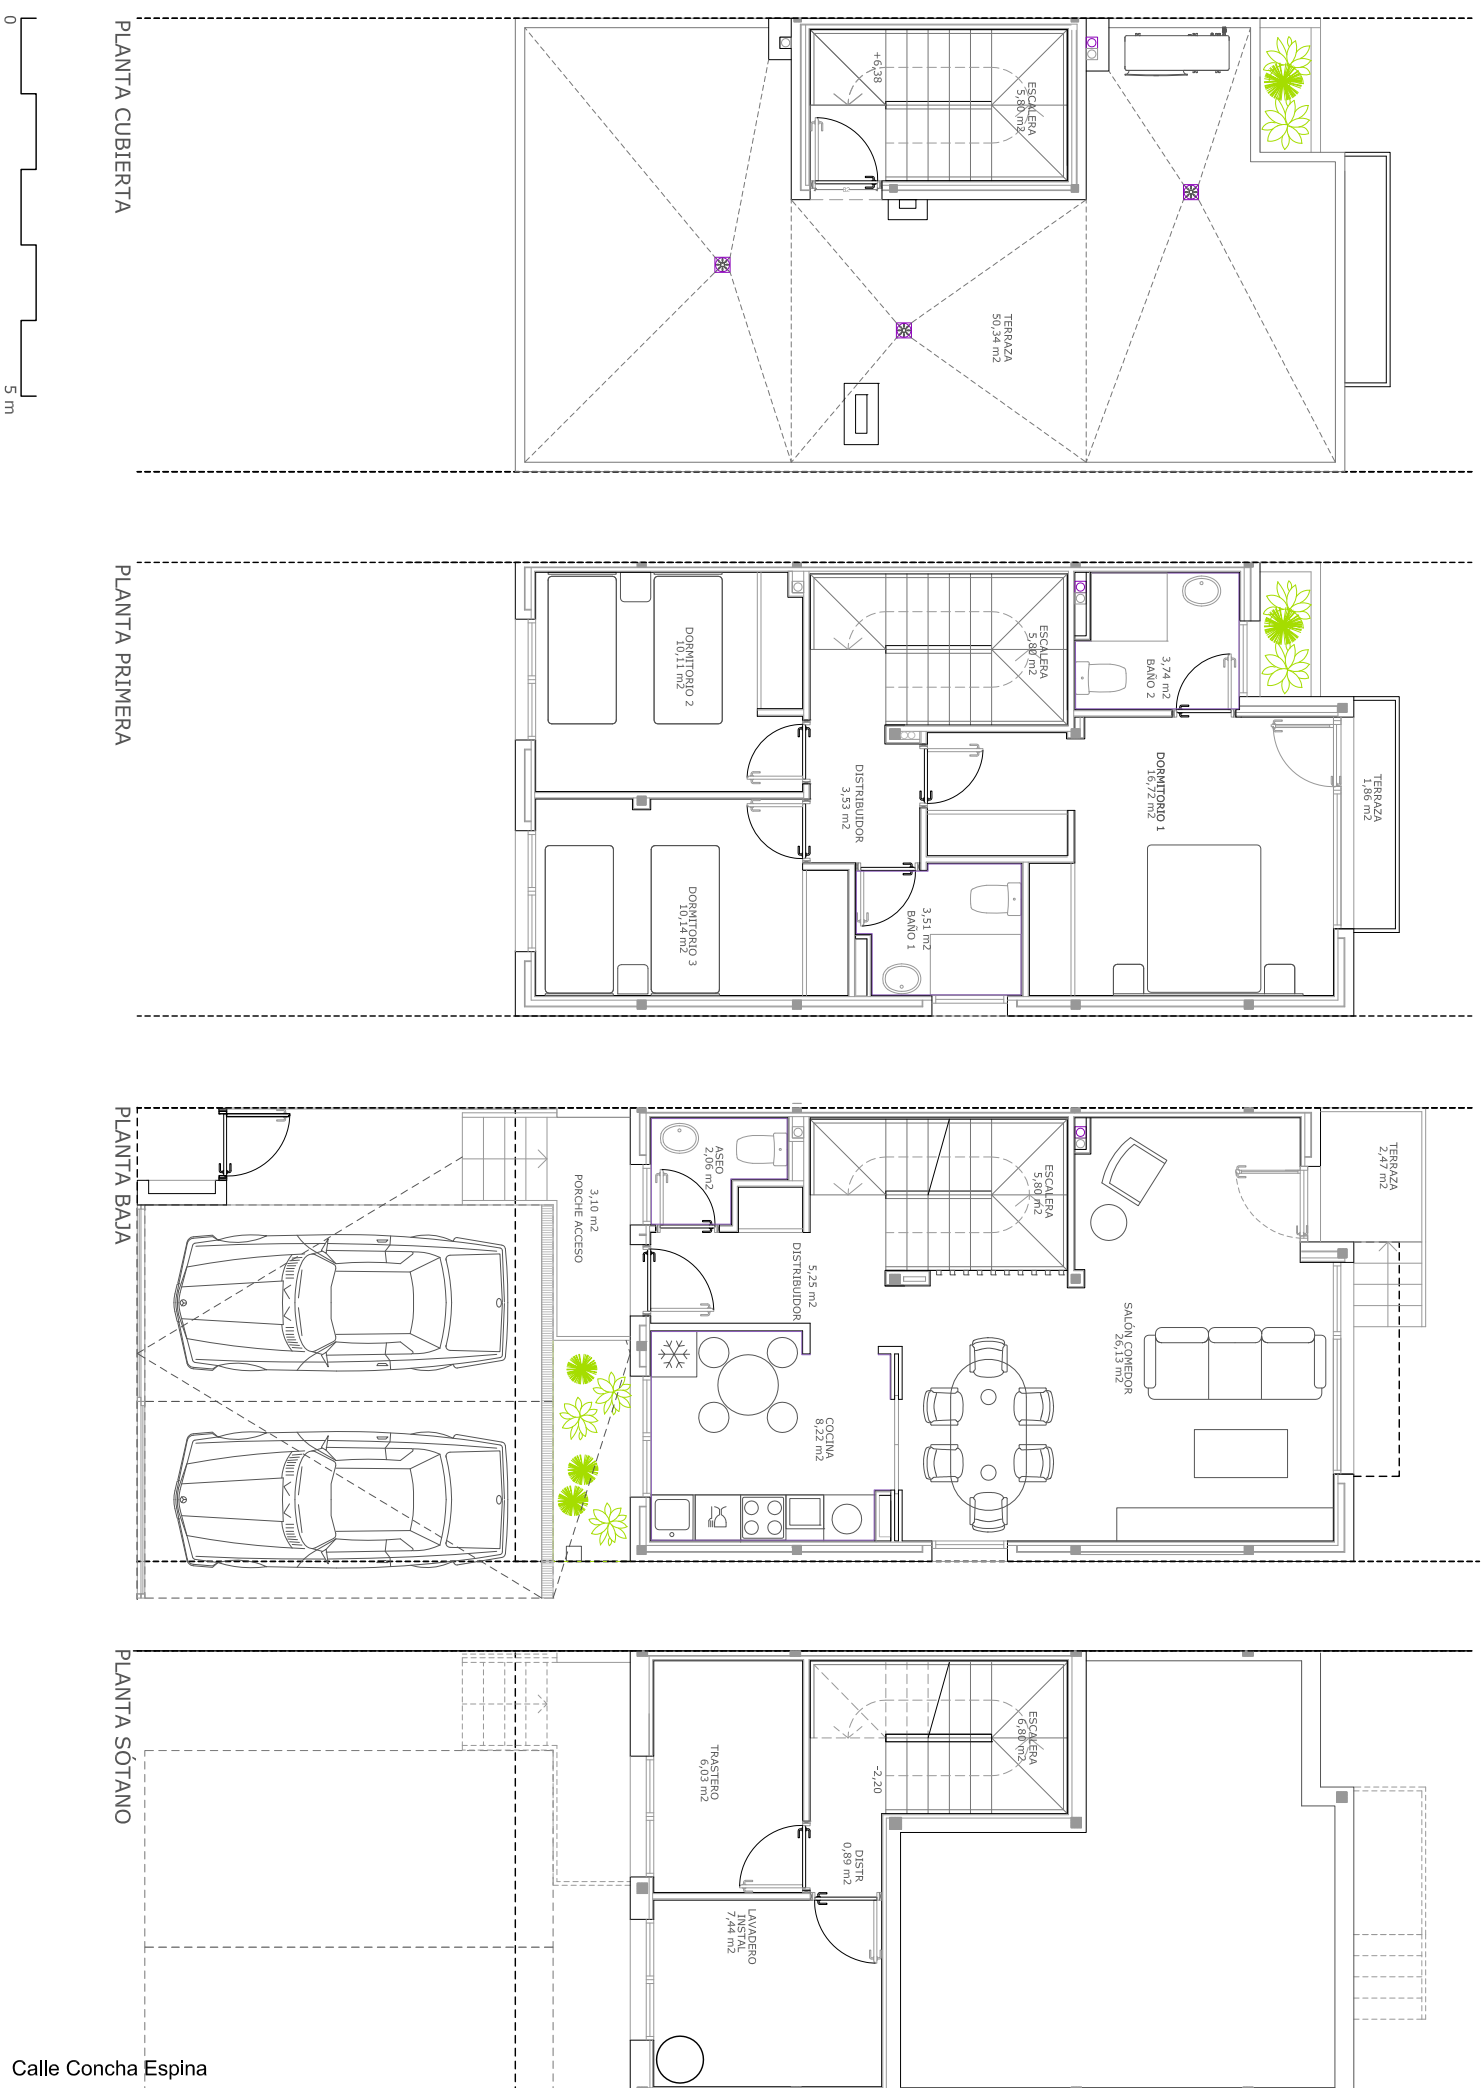 PLANTA CUBIERTA
0
5 m
+6,38
ESCALERA
5,80 m2
TERRAZA
50,34 m2
PLANTA PRIMERA
DORMITORIO 2
10,11 m2
ESCALERA
5,80 m2
3,74 m2
BAÑO 2
DISTRIBUIDOR
3,53 m2
DORMITORIO 1
16,72 m2
TERRAZA
1,86 m2
DORMITORIO 3
10,14 m2
3,51 m2
BAÑO 1
PLANTA BAJA
3,10 m2
PORCHE ACCESO
ASEO
2,06 m2
ESCALERA
5,80 m2
TERRAZA
2,47 m2
5,25 m2
DISTRIBUIDOR
SALÓN COMEDOR
26,13 m2
COCINA
8,22 m2
PLANTA SÓTANO
TRASTERO
6,03 m2
ESCALERA
6,80 m2
-2,20
DISTR
0,89 m2
LAVADERO
INSTAL
7,44 m2
Calle Concha Espina